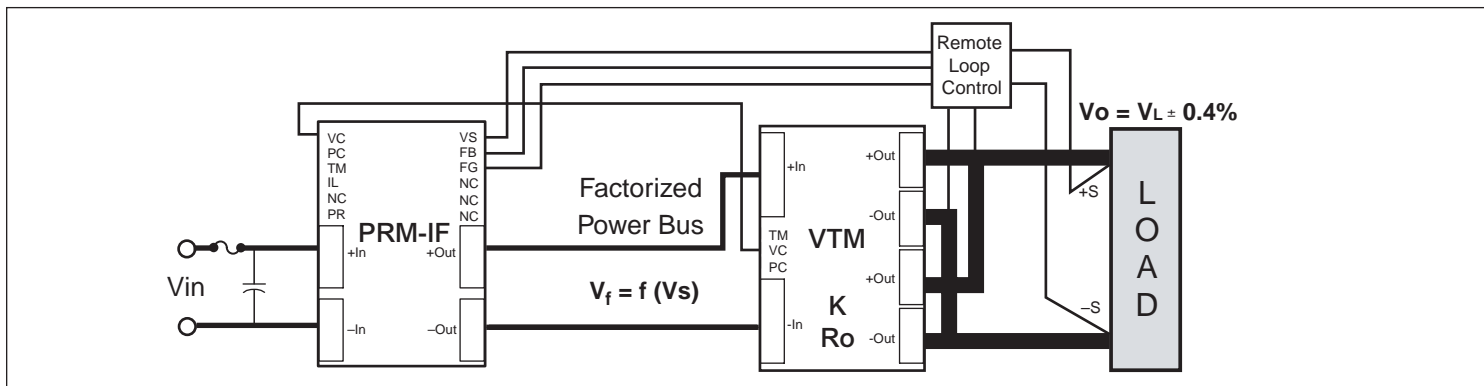 Remote
Loop
Control
Vo = VL ± 0.4%
VC
PC
TM
IL
NC
PR
VS
FB
FG
NC
NC
NC
PRM-IF
+In
+Out
–In
–Out
Vin
Factorized
Power Bus
Vf = f (Vs)
+In
TM
VC
PC
-In
VTM
K
Ro
+Out
-Out
+Out
-Out
+S
–S
L
O
A
D